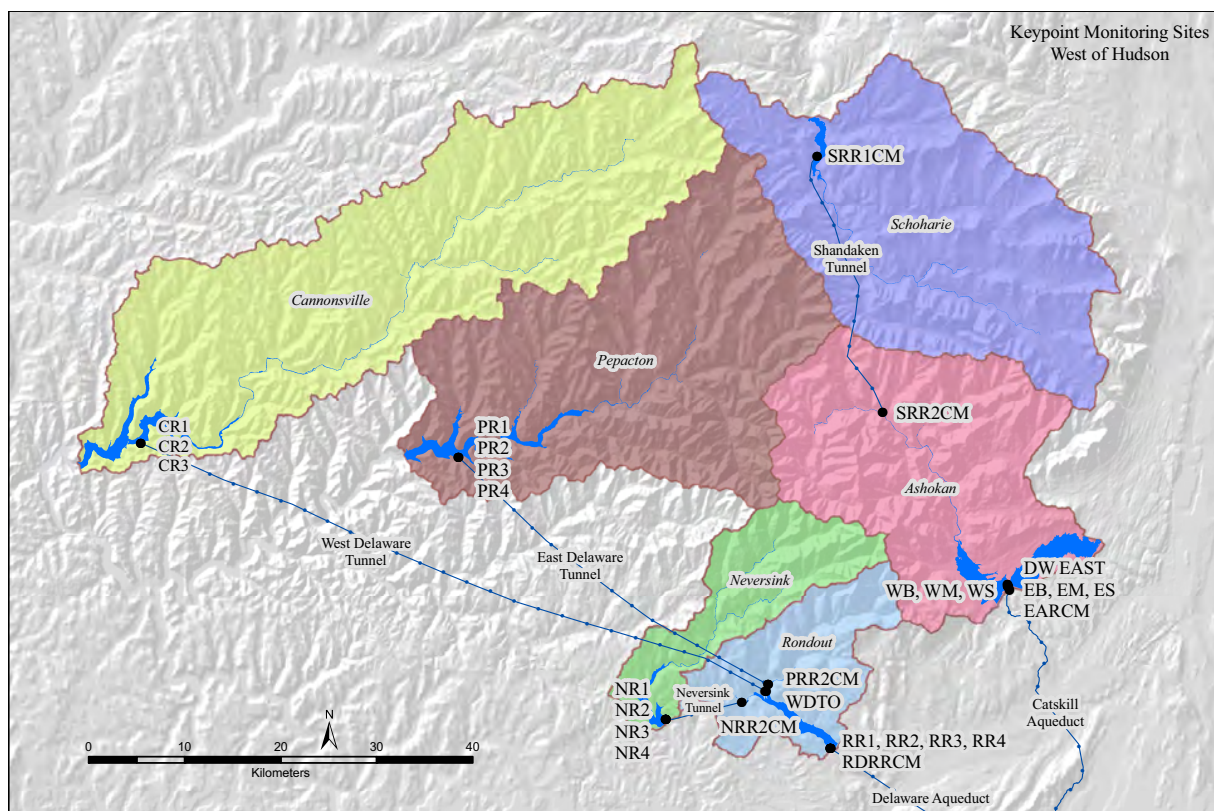 Keypoint Monitoring Sites
West of Hudson
SRR1CM
Schoharie
Shandaken
Tunnel
Cannonsville
Pepacton
CR1
CR2
CR3
PR1
PR2
PR3
PR4
SRR2CM
Ashokan
West Delaware
Tunnel
East Delaware
Tunnel
Neversink
DW EAST
WB, WM, WS
EB, EM, ES
EARCM
Rondout
PRR2CM
WDTO
NR1
NR2
NR3
NR4
Neversink
Tunnel
NRR2CM
RR1, RR2, RR3, RR4
RDRRCM
Catskill
Aqueduct
Delaware Aqueduct
N
0 10 20 30 40
Kilometers